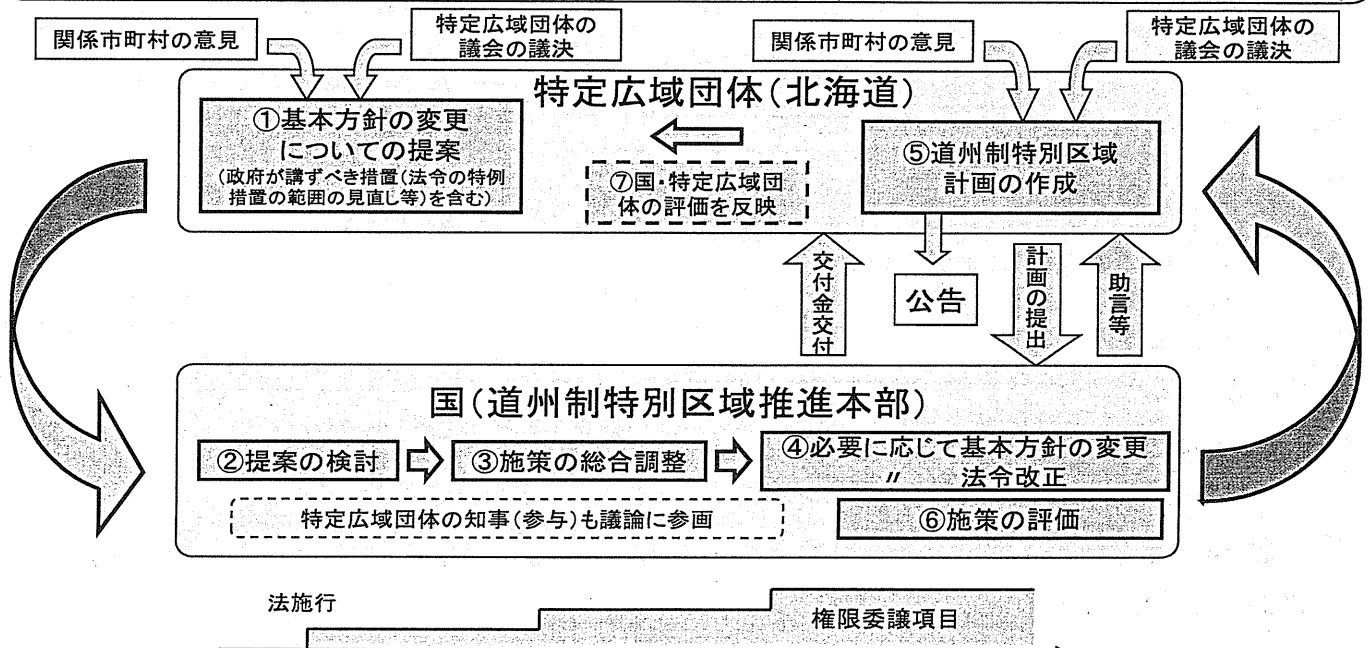 関係市町村の意見
特定広域団体の
議会の議決
関係市町村の意見
特定広域団体の
議会の議決
特定広域団体(北海道)
①基本方針の変更
についての提案
(政府が講ずべき措置(法令の特例
措置の範囲の見直し等)を含む)
⑦国・特定広域団
体の評価を反映
⑤道州制特別区域
計画の作成
交付金交付
公告
計画の提出
助言等
国(道州制特別区域推進本部)
②提案の検討
③施策の総合調整
④必要に応じて基本方針の変更
〃 法令改正
特定広域団体の知事(参与)も議論に参画
⑥施策の評価
法施行
権限委譲項目